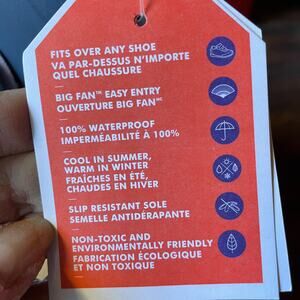 FITS OVER ANY SHOE
VA PAR-DESSUS N'IMPORTE
QUEL CHAUSSURE
BIG FAN™ EASY ENTRY
OUVERTURE BIG FANᴹᶜ
100% WATERPROOF
IMPERMÉABILITÉ À 100%
COOL IN SUMMER,
WARM IN WINTER
FRAÎCHES EN ÉTÉ,
CHAUDES EN HIVER
SLIP RESISTANT SOLE
SEMELLE ANTIDÉRAPANTE
NON-TOXIC AND
ENVIRONMENTALLY FRIENDLY
FABRICATION ÉCOLOGIQUE
ET NON TOXIQUE